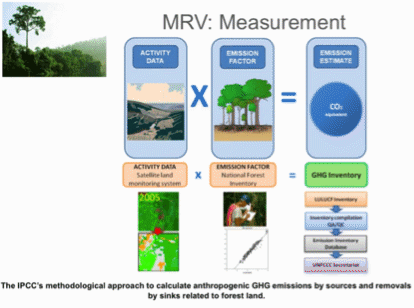 MRV: Measurement
ACTIVITY
DATA
X
EMISSION
FACTOR
=
EMISSION
ESTIMATE
CO₂
equivalent
ACTIVITY DATA
Satellite land
monitoring system
x
EMISSION FACTOR
National Forest
Inventory
=
GHG Inventory
2005
LULUCF Inventory
Inventory compilation
QA/QC
Emission Inventory
Database
UNFCCC Inventories
The IPCC's methodological approach to calculate anthropogenic GHG emissions by sources and removals
by sinks related to forest land.